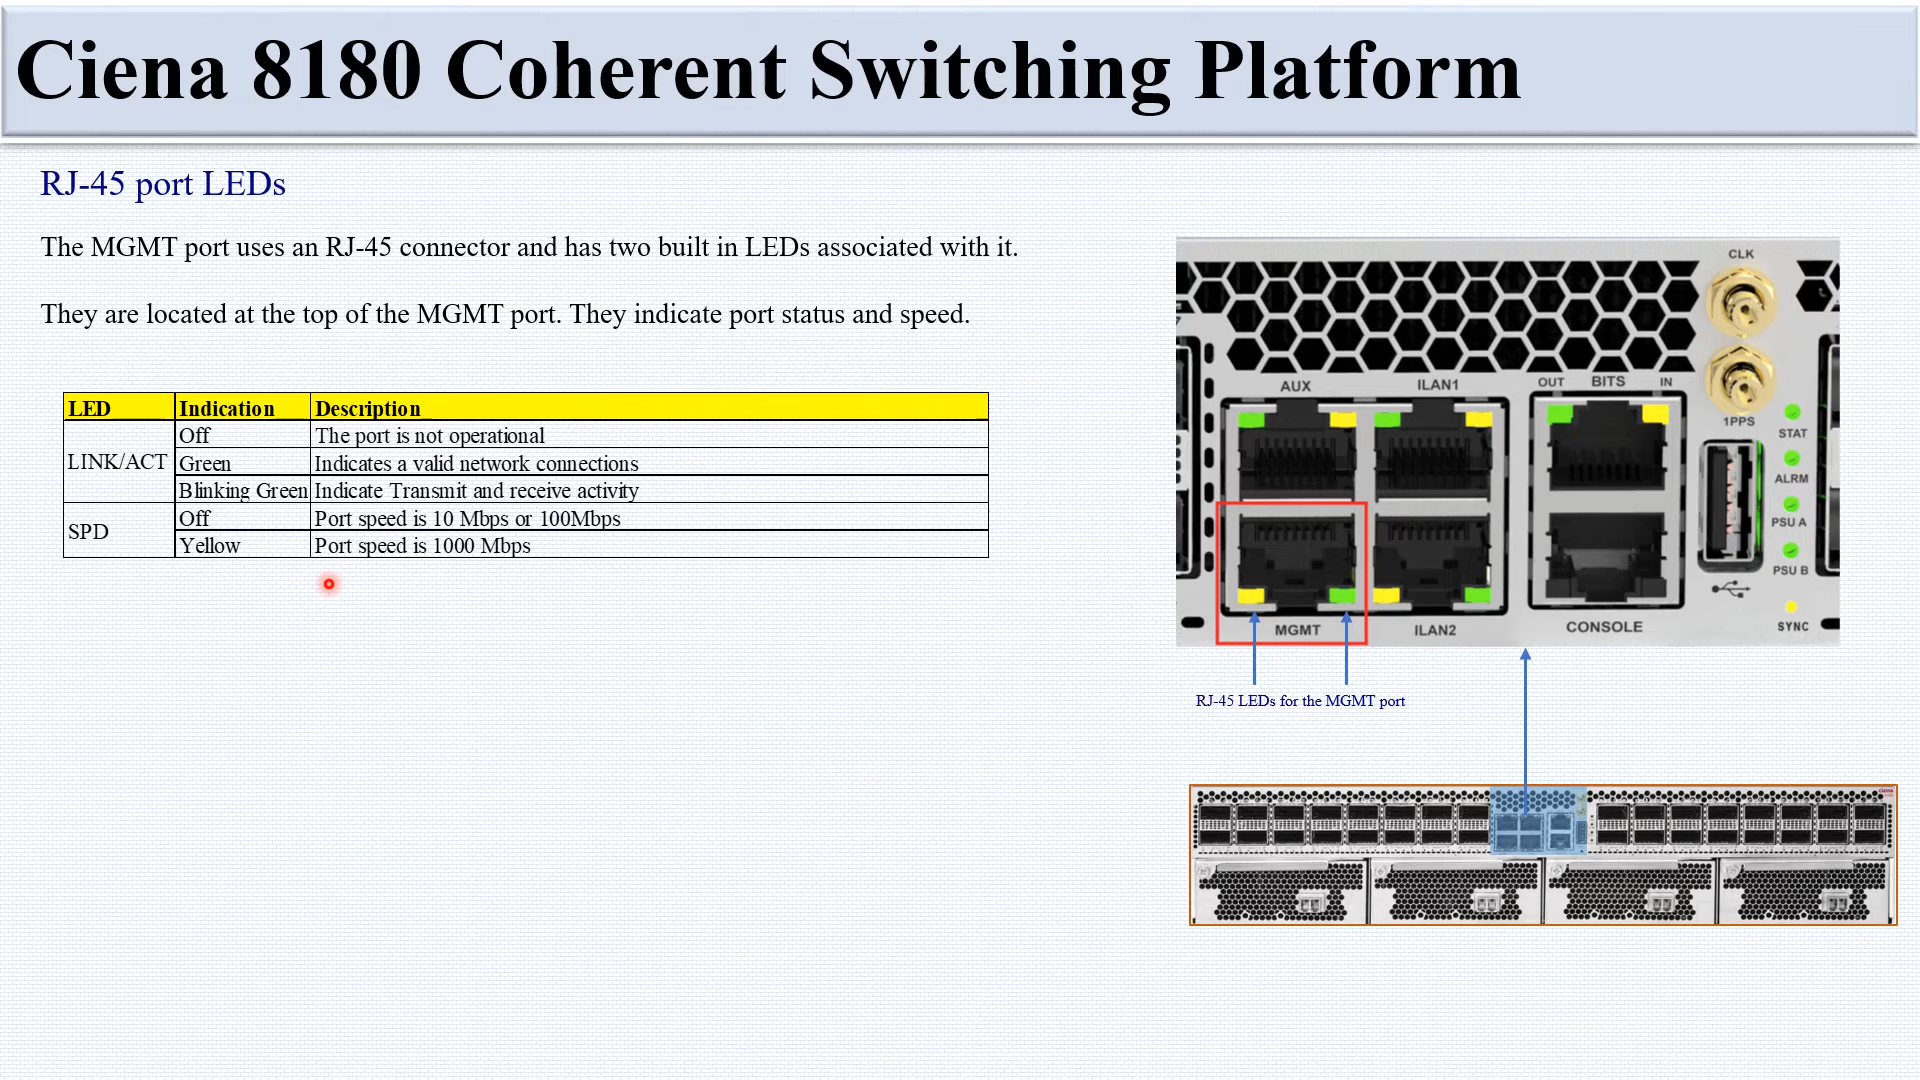 Ciena 8180 Coherent Switching Platform
RJ-45 port LEDs
The MGMT port uses an RJ-45 connector and has two built in LEDs associated with it.
They are located at the top of the MGMT port. They indicate port status and speed.
LED Indication Description
LINK/ACT
Off The port is not operational
Green Indicates a valid network connections
Blinking Green Indicate Transmit and receive activity
SPD
Off Port speed is 10 Mbps or 100Mbps
Yellow Port speed is 1000 Mbps
CLK
AUX ILAN1 OUT BITS IN
1PPS
STAT
ALRM
PSU A
PSU B
MGMT ILAN2 CONSOLE SYNC
RJ-45 LEDs for the MGMT port
ciena